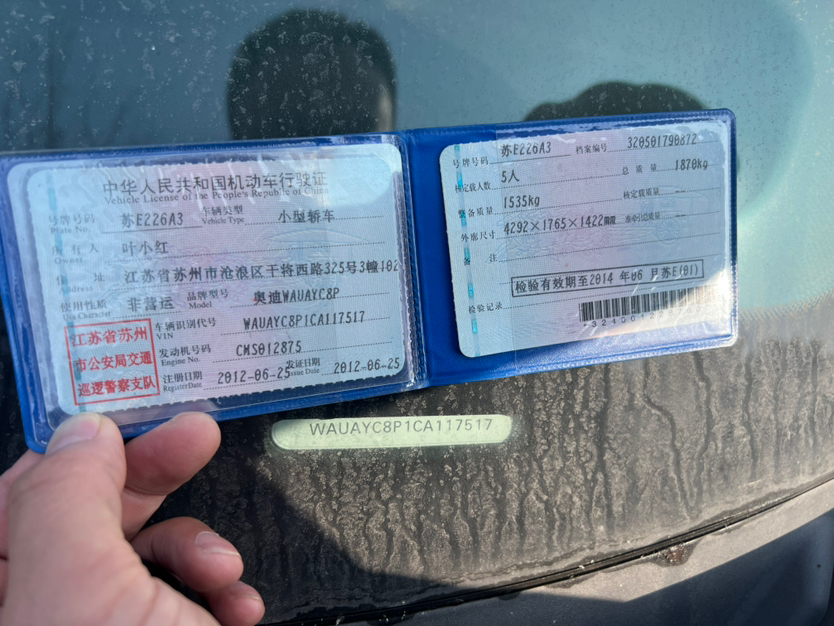 中华人民共和国机动车行驶证
Vehicle License of the People's Republic of China
号牌号码 苏E226A3 车辆类型 小型轿车
Plate No. Vehicle Type
所有人 叶小红
Owner
住 址 江苏省苏州市沧浪区干将西路325号3幢102
Address
使用性质 非营运 品牌型号 奥迪WAUAYC8P
Use Character Model
江苏省苏州
市公安局交通
巡逻警察支队
车辆识别代号 WAUAYC8P1CA117517
VIN
发动机号码 CMS012875
Engine No.
注册日期 2012-06-25 发证日期 2012-06-25
Register Date Issue Date
号牌号码 苏E226A3 档案编号 320501790872
核定载人数 5人 总质量 1870kg
整备质量 1535kg 核定载质量 --
外廓尺寸 4292×1765×1422 准牵引总质量 --
备 注
检验有效期至2014 年06 月苏E(01)
检验记录
WAUAYC8P1CA117517